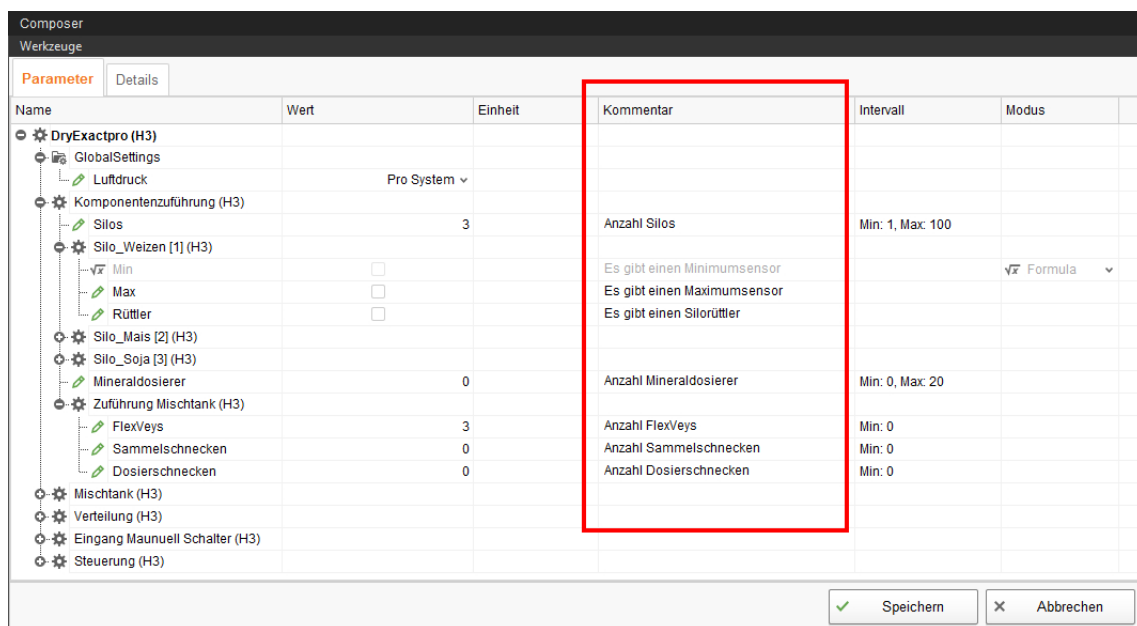 Composer
Werkzeuge
Parameter Details
Name Wert Einheit Kommentar Intervall Modus
DryExactpro (H3)
GlobalSettings
Luftdruck Pro System
Komponentenzuführung (H3)
Silos 3 Anzahl Silos Min: 1, Max: 100
Silo_Weizen [1] (H3)
√x Min Es gibt einen Minimumsensor √x Formula
Max Es gibt einen Maximumsensor
Rüttler Es gibt einen Silorüttler
Silo_Mais [2] (H3)
Silo_Soja [3] (H3)
Mineraldosierer 0 Anzahl Mineraldosierer Min: 0, Max: 20
Zuführung Mischtank (H3)
FlexVeys 3 Anzahl FlexVeys Min: 0
Sammelschnecken 0 Anzahl Sammelschnecken Min: 0
Dosierschnecken 0 Anzahl Dosierschnecken Min: 0
Mischtank (H3)
Verteilung (H3)
Eingang Maunuell Schalter (H3)
Steuerung (H3)
Speichern Abbrechen